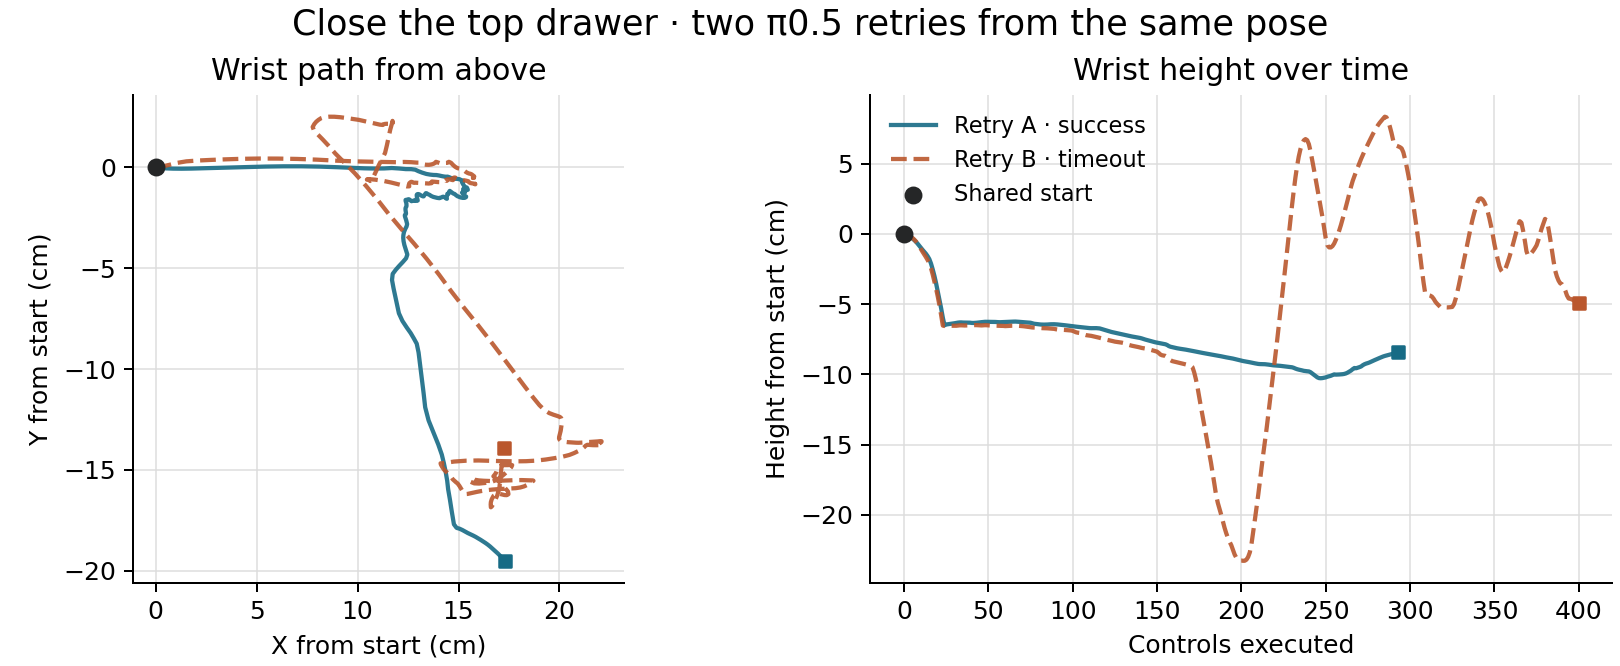 Close the top drawer · two π0.5 retries from the same pose
Wrist path from above
Y from start (cm)
0
−5
−10
−15
−20
0 5 10 15 20
X from start (cm)
Wrist height over time
Retry A · success
Retry B · timeout
Shared start
Height from start (cm)
5
0
−5
−10
−15
−20
0 50 100 150 200 250 300 350 400
Controls executed